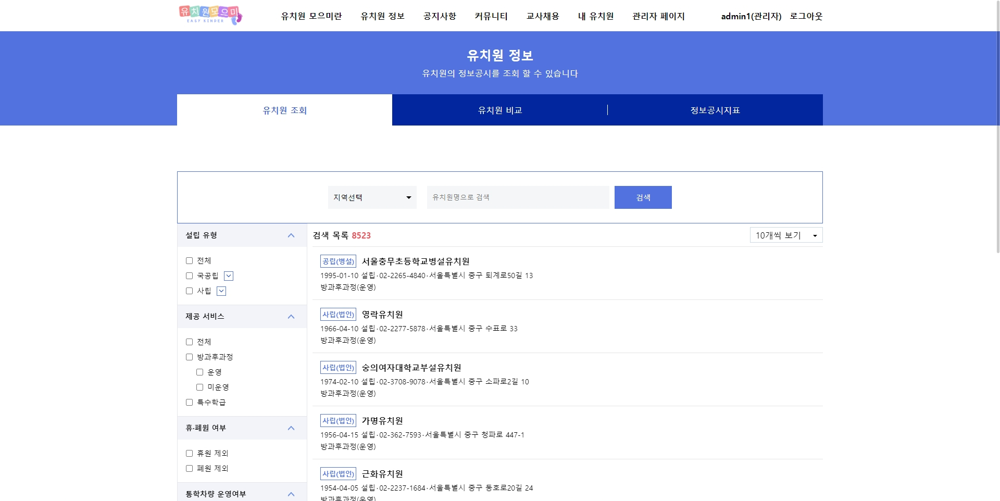 유치원모으미
EASY KINDER
유치원 모으미란 유치원 정보 공지사항 커뮤니티 교사채용 내 유치원 관리자 페이지 admin1(관리자) 로그아웃
유치원 정보
유치원의 정보공시를 조회 할 수 있습니다
유치원 조회 유치원 비교 정보공시지표
지역선택 유치원명으로 검색 검색
설립 유형
전체
국공립
사립
제공 서비스
전체
방과후과정
운영
미운영
특수학급
휴·폐원 여부
휴원 제외
폐원 제외
통학차량 운영여부
검색 목록 8523 10개씩 보기
공립(병설) 서울충무초등학교병설유치원
1995-01-10 설립·02-2265-4840·서울특별시 중구 퇴계로50길 13
방과후과정(운영)
사립(법인) 영락유치원
1966-04-10 설립·02-2277-5878·서울특별시 중구 수표로 33
방과후과정(운영)
사립(법인) 숭의여자대학교부설유치원
1974-02-10 설립·02-3708-9078·서울특별시 중구 소파로2길 10
방과후과정(운영)
사립(법인) 가명유치원
1956-04-15 설립·02-362-7593·서울특별시 중구 청파로 447-1
방과후과정(운영)
사립(법인) 근화유치원
1954-04-05 설립·02-2237-1684·서울특별시 중구 동호로20길 24
방과후과정(운영)